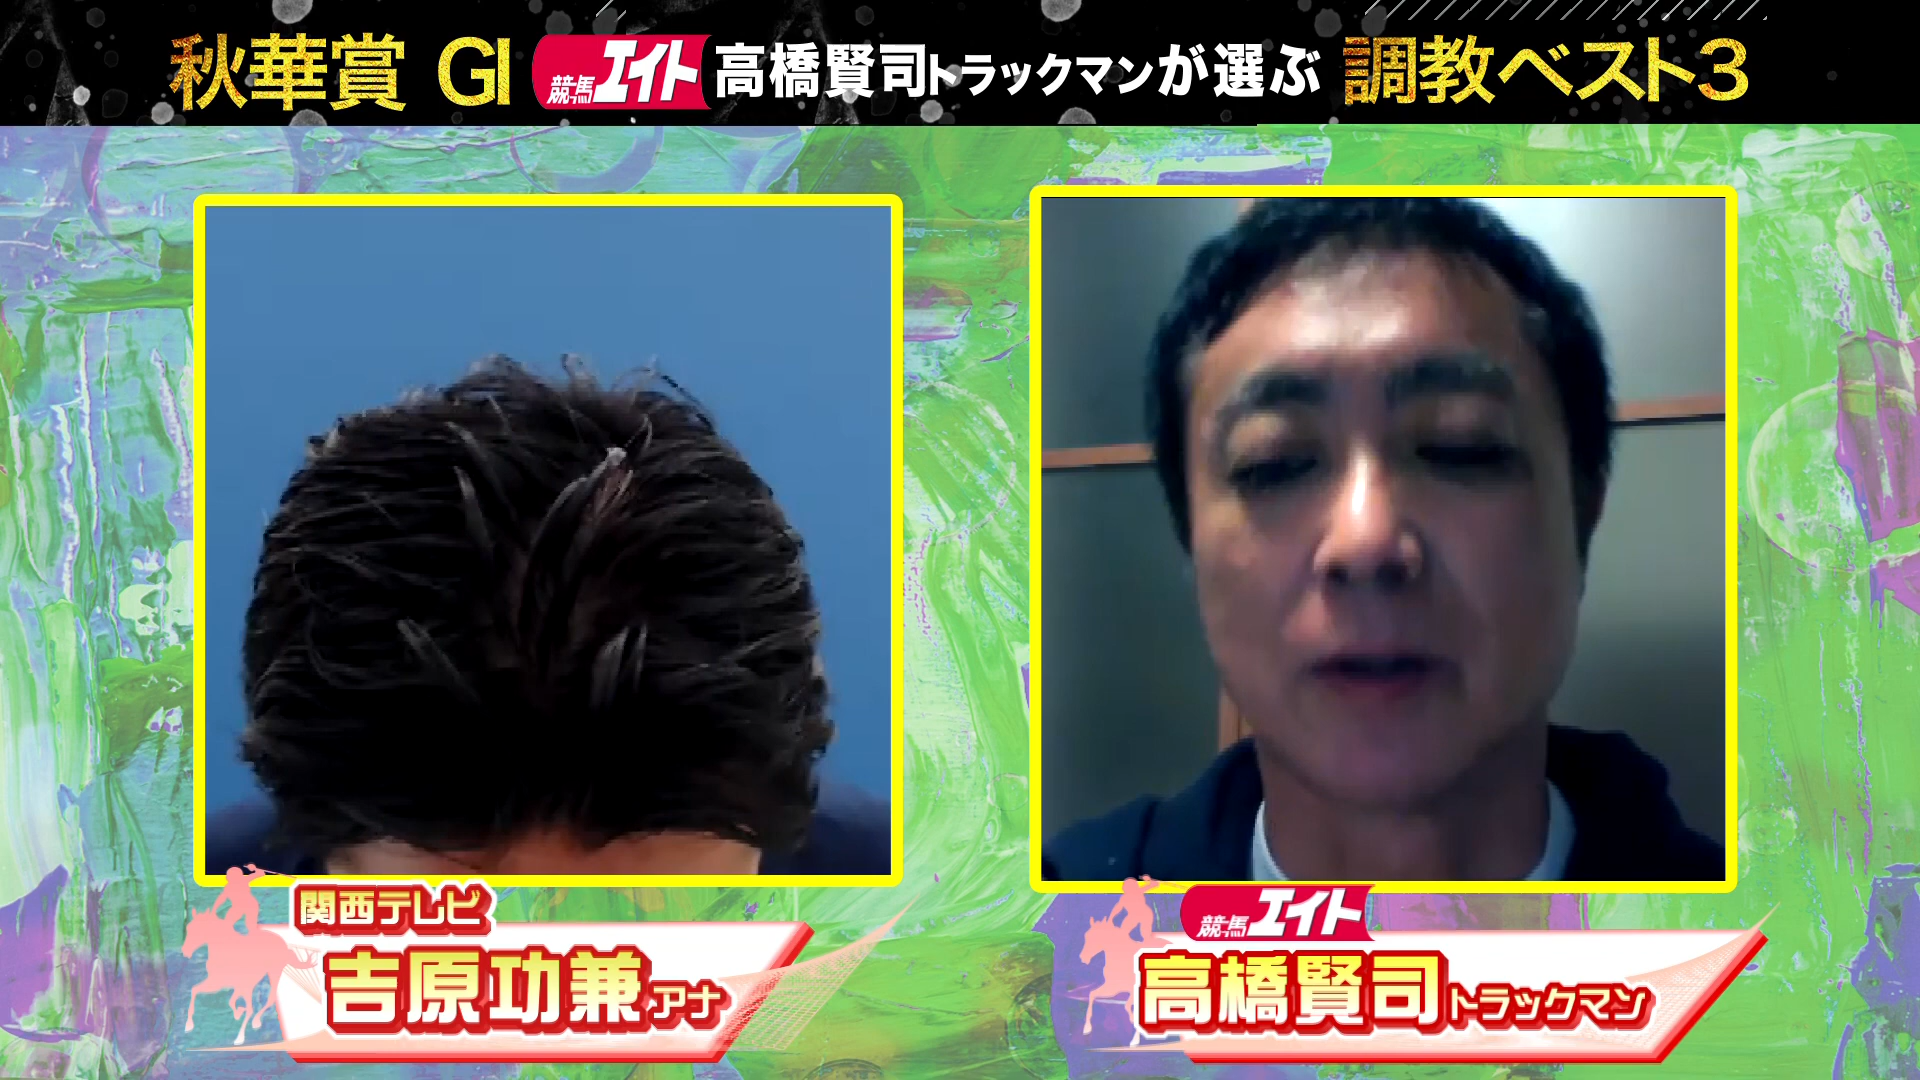 秋華賞 GI 競馬エイト 高橋賢司トラックマンが選ぶ 調教ベスト3
関西テレビ
吉原功兼アナ
競馬エイト
高橋賢司トラックマン